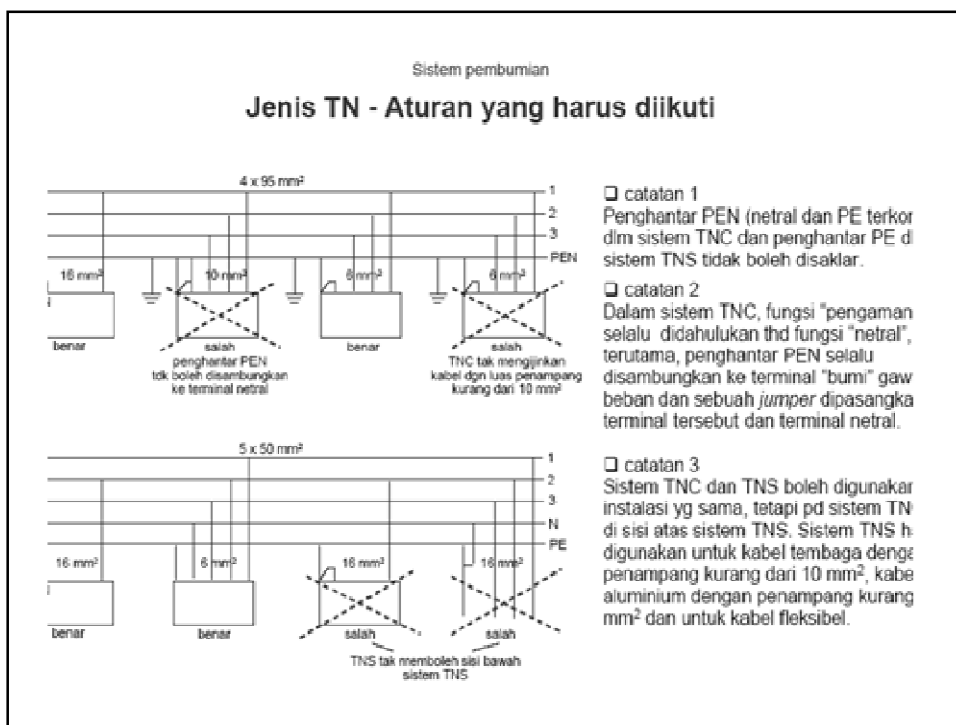 Sistem pembumian
Jenis TN - Aturan yang harus diikuti
4 x 95 mm²
1
2
3
PEN
16 mm²
10 mm²
6 mm²
6 mm²
benar
salah
benar
salah
penghantar PEN
tdk boleh disambungkan
ke terminal netral
TNC tak mengijinkan
kabel dgn luas penampang
kurang dari 10 mm²
5 x 50 mm²
1
2
3
N
PE
16 mm²
6 mm²
16 mm²
16 mm²
benar
benar
salah
salah
TNS tak memboleh sisi bawah
sistem TNS
❑ catatan 1
Penghantar PEN (netral dan PE terkor
dlm sistem TNC dan penghantar PE dl
sistem TNS tidak boleh disaklar.
❑ catatan 2
Dalam sistem TNC, fungsi "pengaman
selalu didahulukan thd fungsi "netral",
terutama, penghantar PEN selalu
disambungkan ke terminal "bumi" gaw
beban dan sebuah jumper dipasangka
terminal tersebut dan terminal netral.
❑ catatan 3
Sistem TNC dan TNS boleh digunakan
instalasi yg sama, tetapi pd sistem TN
di sisi atas sistem TNS. Sistem TNS h
digunakan untuk kabel tembaga denga
penampang kurang dari 10 mm², kabe
aluminium dengan penampang kurang
mm² dan untuk kabel fleksibel.